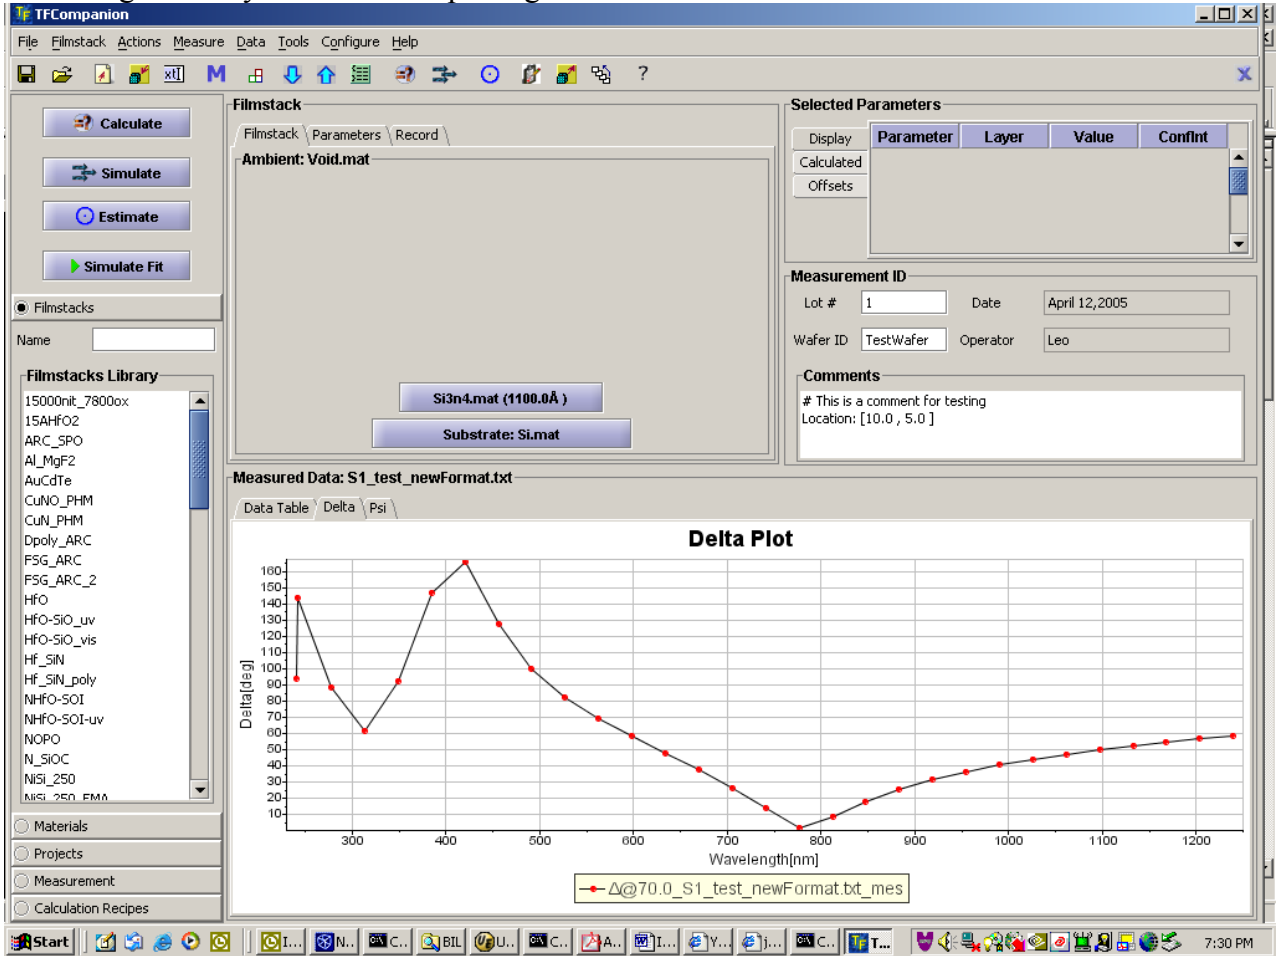 TFCompanion
File Filmstack Actions Measure Data Tools Configure Help
M ?
Calculate
Simulate
Estimate
Simulate Fit
Filmstacks
Name
Filmstacks Library
15000nit_7800ox
15AHfO2
ARC_SPO
Al_MgF2
AuCdTe
CuNO_PHM
CuN_PHM
Dpoly_ARC
FSG_ARC
FSG_ARC_2
HfO
HfO-SiO_uv
HfO-SiO_vis
Hf_SiN
Hf_SiN_poly
NHfO-SOI
NHfO-SOI-uv
NOPO
N_SiOC
NiSi_250
NiSi_250_EMA
Materials
Projects
Measurement
Calculation Recipes
Filmstack
Filmstack Parameters Record
Ambient: Void.mat
Si3n4.mat (1100.0Å )
Substrate: Si.mat
Selected Parameters
Display
Calculated
Offsets
Parameter Layer Value ConfInt
Measurement ID
Lot # 1 Date April 12,2005
Wafer ID TestWafer Operator Leo
Comments
# This is a comment for testing
Location: [10.0 , 5.0 ]
Measured Data: S1_test_newFormat.txt
Data Table Delta Psi
Delta Plot
Delta[deg]
160
150
140
130
120
110
100
90
80
70
60
50
40
30
20
10
300 400 500 600 700 800 900 1000 1100 1200
Wavelength[nm]
Δ@70.0_S1_test_newFormat.txt_mes
Start I... N.. C.. BIL U... C... A.. I... Y... j... C... T... 7:30 PM